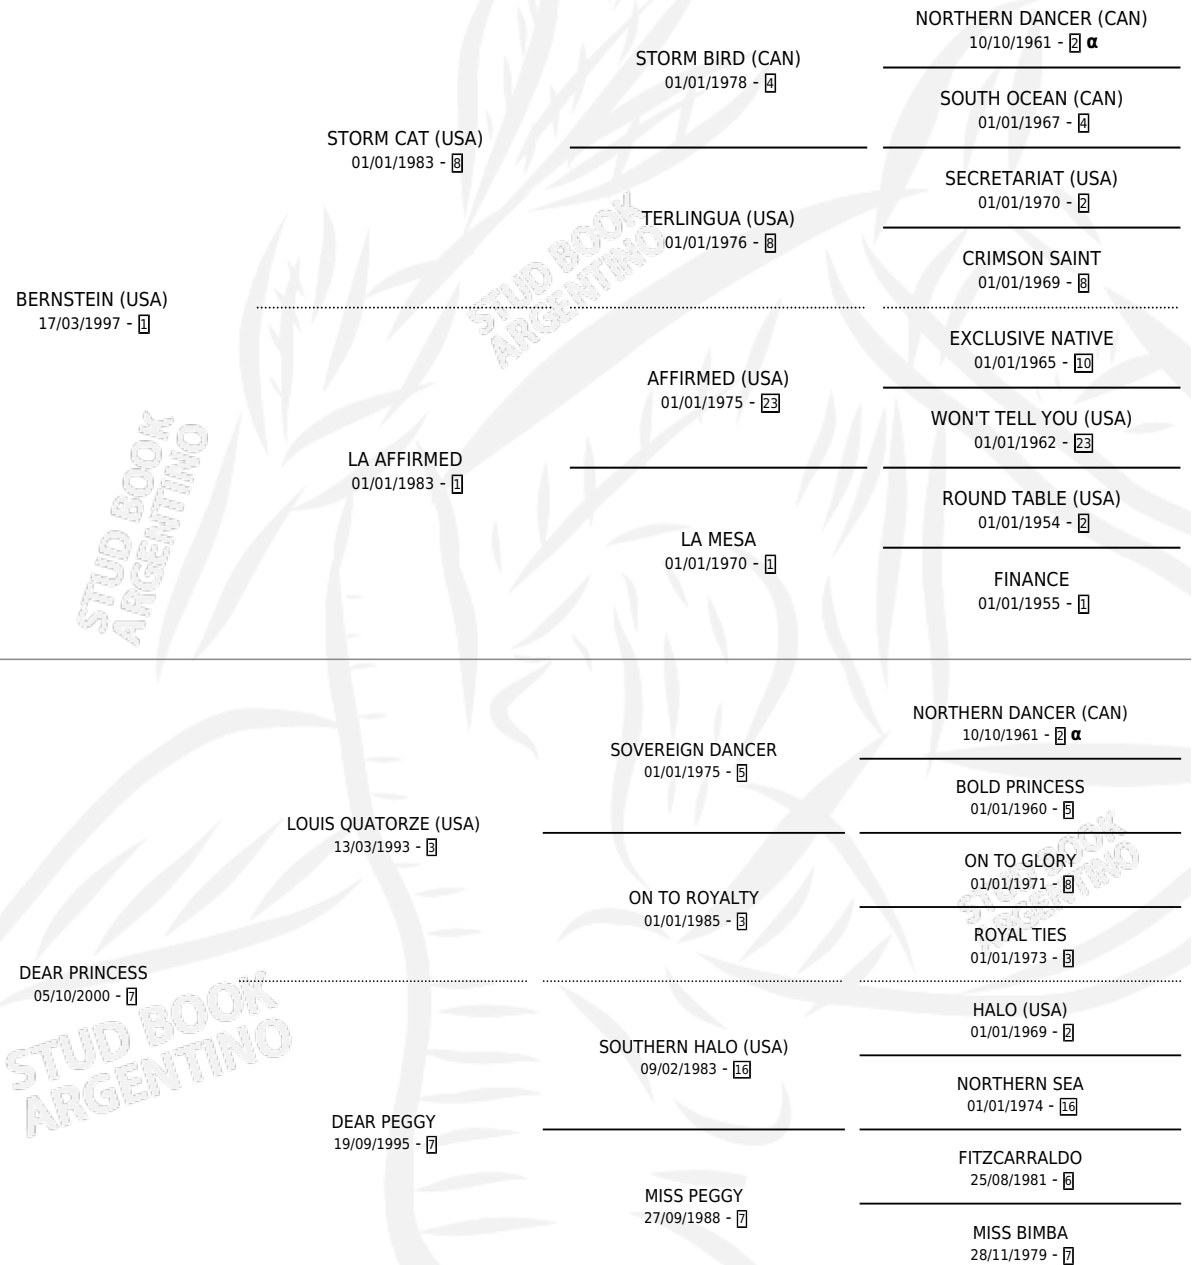 NORTHERN DANCER (CAN)
10/10/1961 - 2 α
STORM BIRD (CAN)
01/01/1978 - 4
SOUTH OCEAN (CAN)
01/01/1967 - 4
STORM CAT (USA)
01/01/1983 - 8
SECRETARIAT (USA)
01/01/1970 - 2
TERLINGUA (USA)
01/01/1976 - 8
CRIMSON SAINT
01/01/1969 - 8
BERNSTEIN (USA)
17/03/1997 - 1
EXCLUSIVE NATIVE
01/01/1965 - 10
AFFIRMED (USA)
01/01/1975 - 23
WON'T TELL YOU (USA)
01/01/1962 - 23
LA AFFIRMED
01/01/1983 - 1
ROUND TABLE (USA)
01/01/1954 - 2
LA MESA
01/01/1970 - 1
FINANCE
01/01/1955 - 1
NORTHERN DANCER (CAN)
10/10/1961 - 2 α
SOVEREIGN DANCER
01/01/1975 - 5
BOLD PRINCESS
01/01/1960 - 5
LOUIS QUATORZE (USA)
13/03/1993 - 3
ON TO GLORY
01/01/1971 - 8
ON TO ROYALTY
01/01/1985 - 3
ROYAL TIES
01/01/1973 - 3
DEAR PRINCESS
05/10/2000 - 7
HALO (USA)
01/01/1969 - 2
SOUTHERN HALO (USA)
09/02/1983 - 16
NORTHERN SEA
01/01/1974 - 16
DEAR PEGGY
19/09/1995 - 7
FITZCARRALDO
25/08/1981 - 6
MISS PEGGY
27/09/1988 - 7
MISS BIMBA
28/11/1979 - 7
STUD BOOK
ARGENTINO
STUD BOOK
ARGENTINO
STUD BOOK
ARGENTINO
STUD BOOK
ARGENTINO